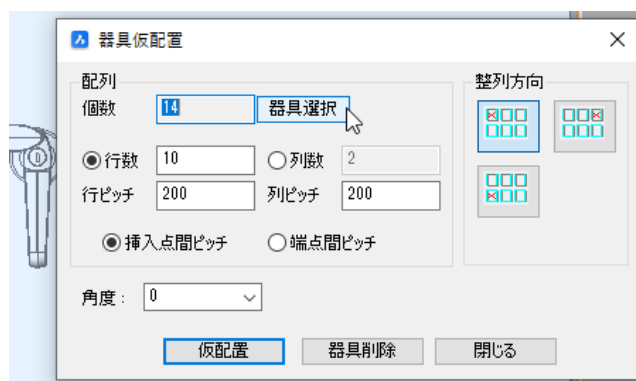 器具仮配置
配列
個数 14 器具選択
行数 10 列数 2
行ピッチ 200 列ピッチ 200
挿入点間ピッチ 端点間ピッチ
整列方向
角度： 0
仮配置 器具削除 閉じる